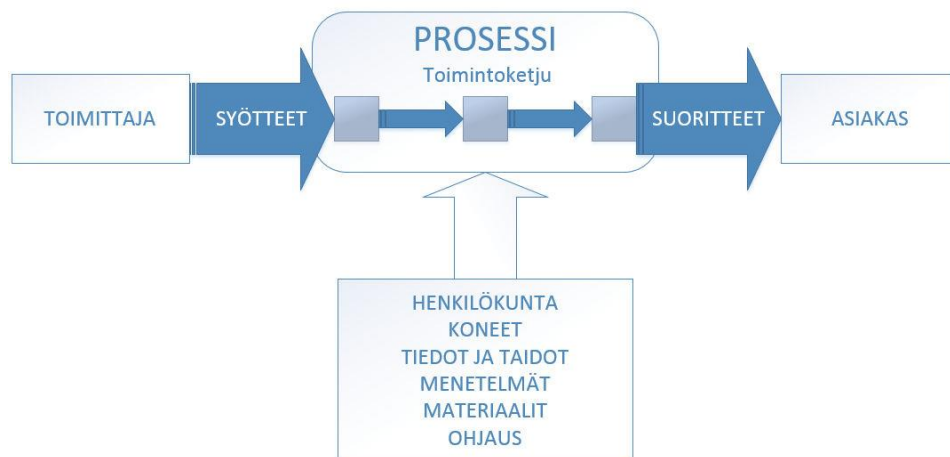 PROSESSI
Toimintoketju
TOIMITTAJA
SYÖTTEET
SUORITTEET
ASIAKAS
HENKILÖKUNTA
KONEET
TIEDOT JA TAIDOT
MENETELMÄT
MATERIAALIT
OHJAUS